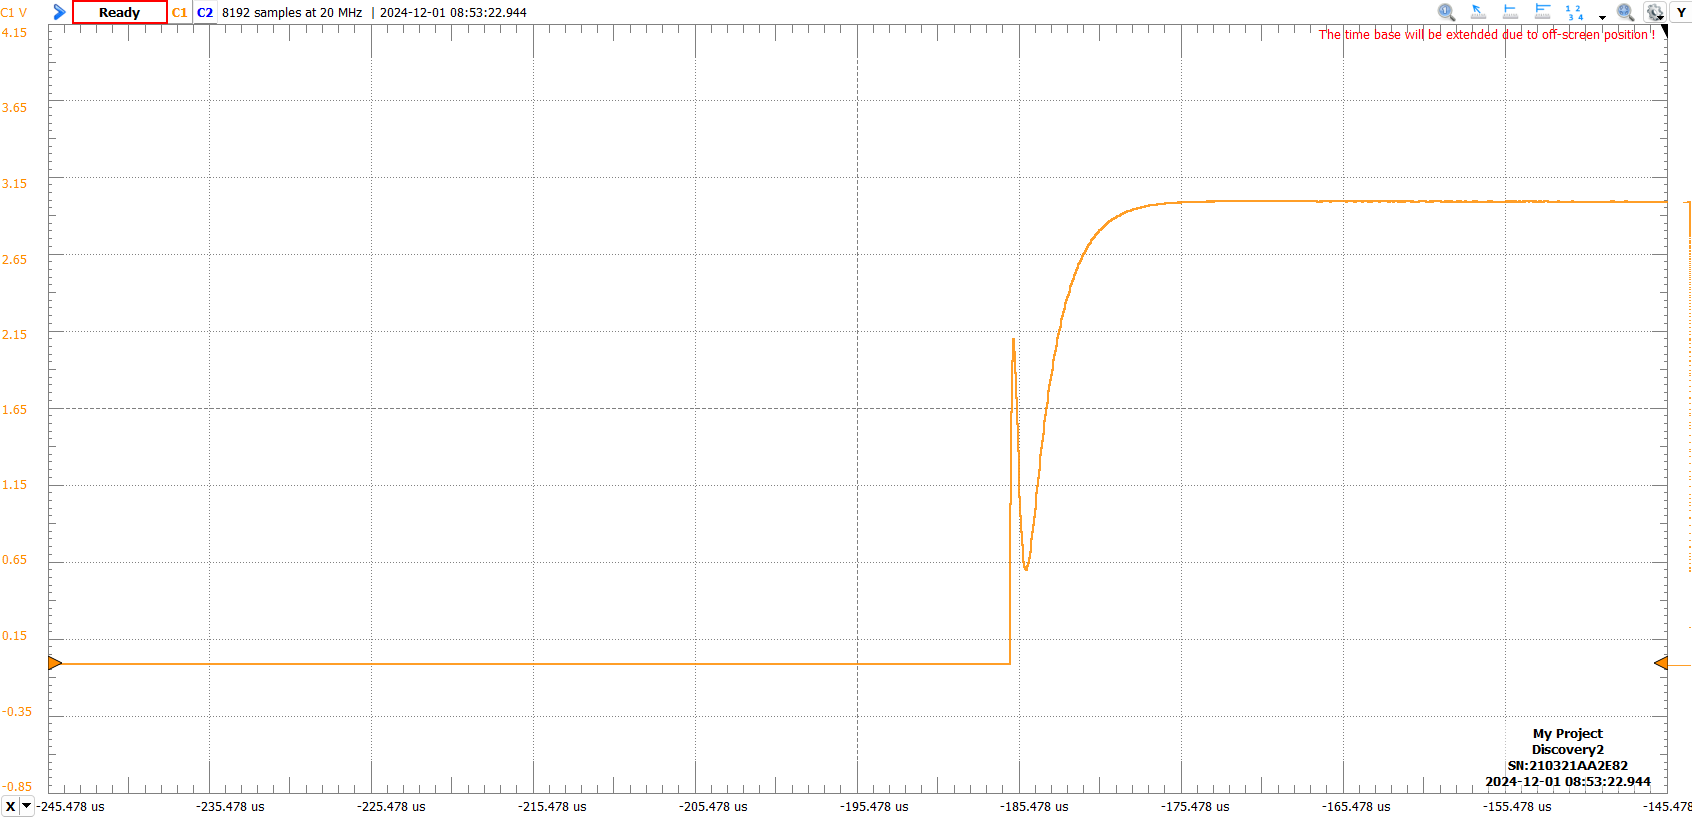 C1 V Ready C1 C2 8192 samples at 20 MHz | 2024-12-01 08:53:22.944 Y
The time base will be extended due to off-screen position !
4.15
3.65
3.15
2.65
2.15
1.65
1.15
0.65
0.15
-0.35
-0.85
My Project
Discovery2
SN:210321AA2E82
2024-12-01 08:53:22.944
X -245.478 us -235.478 us -225.478 us -215.478 us -205.478 us -195.478 us -185.478 us -175.478 us -165.478 us -155.478 us -145.478